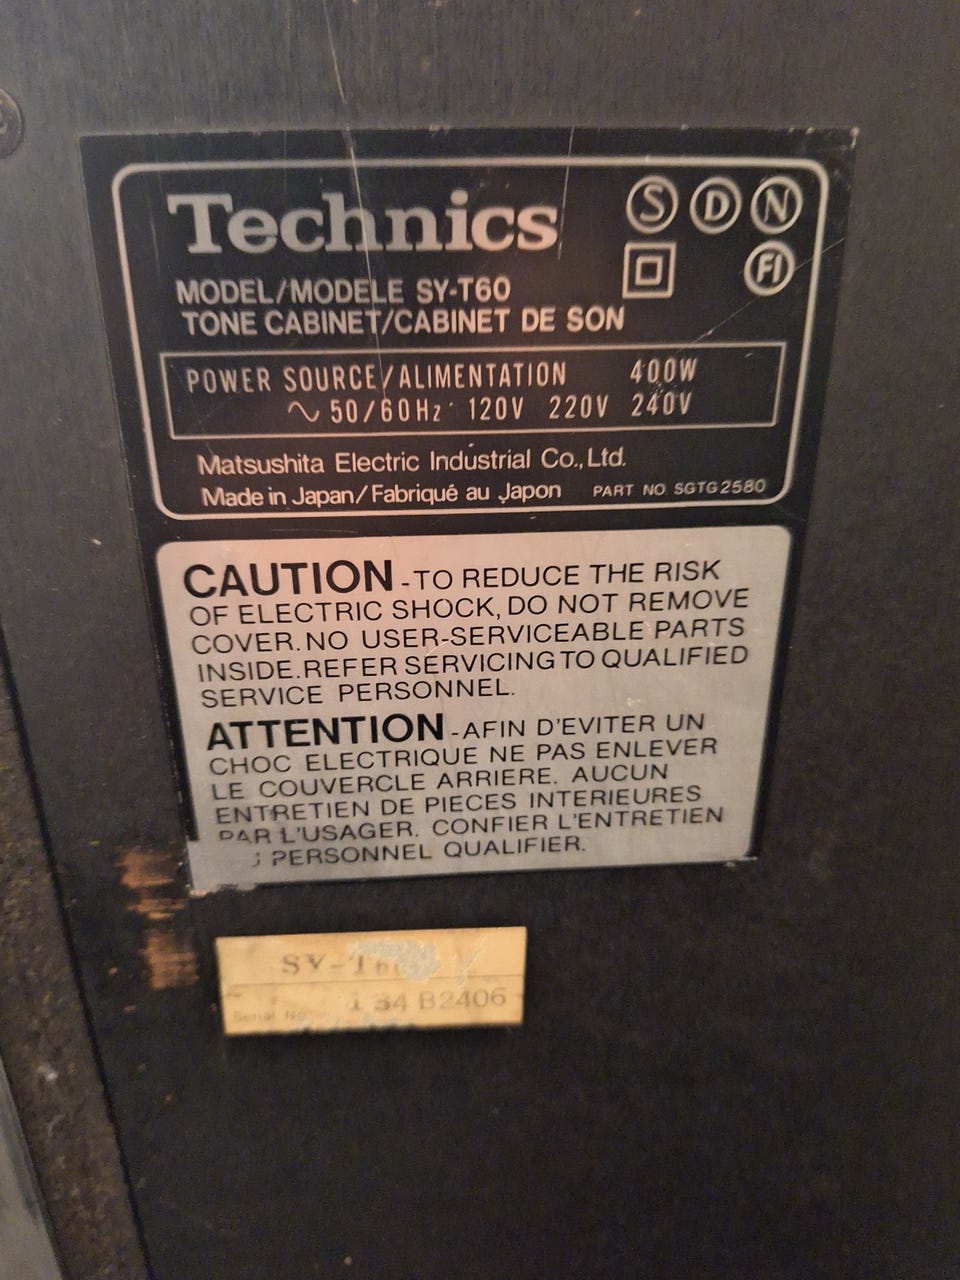 Technics S D N
FI
MODEL/MODELE SY-T60
TONE CABINET/CABINET DE SON
POWER SOURCE/ALIMENTATION 400W
∿ 50/60Hz 120V 220V 240V
Matsushita Electric Industrial Co., Ltd.
Made in Japan/Fabriqué au Japon PART NO. SGTG2580
CAUTION -TO REDUCE THE RISK
OF ELECTRIC SHOCK, DO NOT REMOVE
COVER. NO USER-SERVICEABLE PARTS
INSIDE. REFER SERVICING TO QUALIFIED
SERVICE PERSONNEL.
ATTENTION -AFIN D'EVITER UN
CHOC ELECTRIQUE NE PAS ENLEVER
LE COUVERCLE ARRIERE. AUCUN
ENTRETIEN DE PIECES INTERIEURES
PAR L'USAGER. CONFIER L'ENTRETIEN
PERSONNEL QUALIFIER.
Serial No. B2406